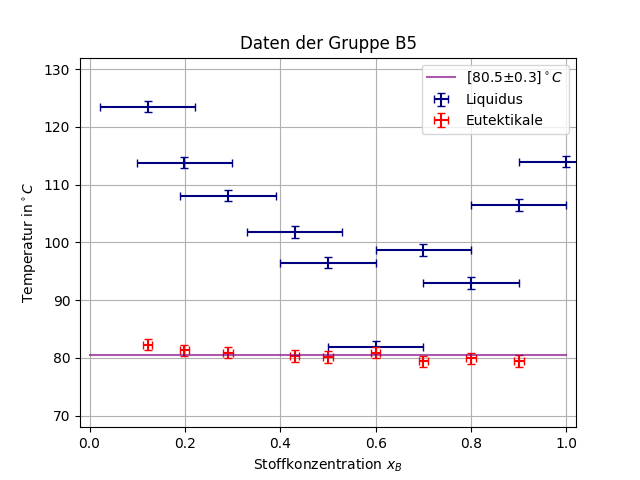 Daten der Gruppe B5
[80.5±0.3]°C
Liquidus
Eutektikale
130
120
110
100
90
80
70
Temperatur in°C
0.0 0.2 0.4 0.6 0.8 1.0
Stoffkonzentration x_B